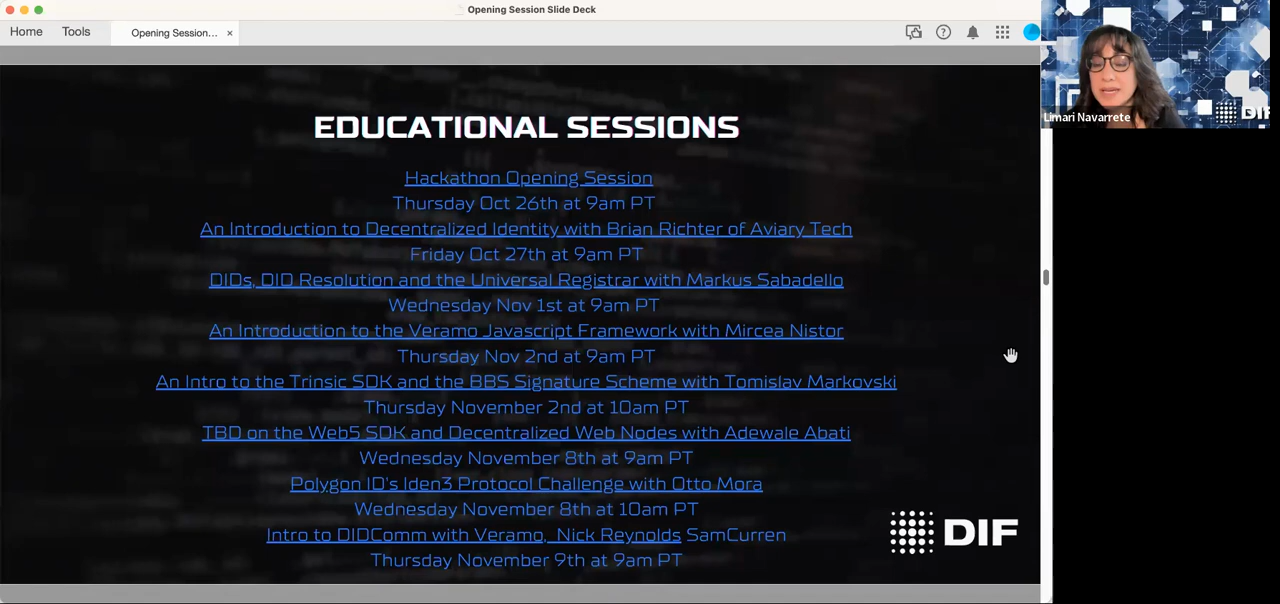 Opening Session Slide Deck
Home Tools Opening Session... ×
EDUCATIONAL SESSIONS
Hackathon Opening Session
Thursday Oct 26th at 9am PT
An Introduction to Decentralized Identity with Brian Richter of Aviary Tech
Friday Oct 27th at 9am PT
DIDs, DID Resolution and the Universal Registrar with Markus Sabadello
Wednesday Nov 1st at 9am PT
An Introduction to the Veramo Javascript Framework with Mircea Nistor
Thursday Nov 2nd at 9am PT
An Intro to the Trinsic SDK and the BBS Signature Scheme with Tomislav Markovski
Thursday November 2nd at 10am PT
TBD on the Web5 SDK and Decentralized Web Nodes with Adewale Abati
Wednesday November 8th at 9am PT
Polygon ID's Iden3 Protocol Challenge with Otto Mora
Wednesday November 8th at 10am PT
Intro to DIDComm with Veramo, Nick Reynolds SamCurren
Thursday November 9th at 9am PT
DIF
Limari Navarrete
DI